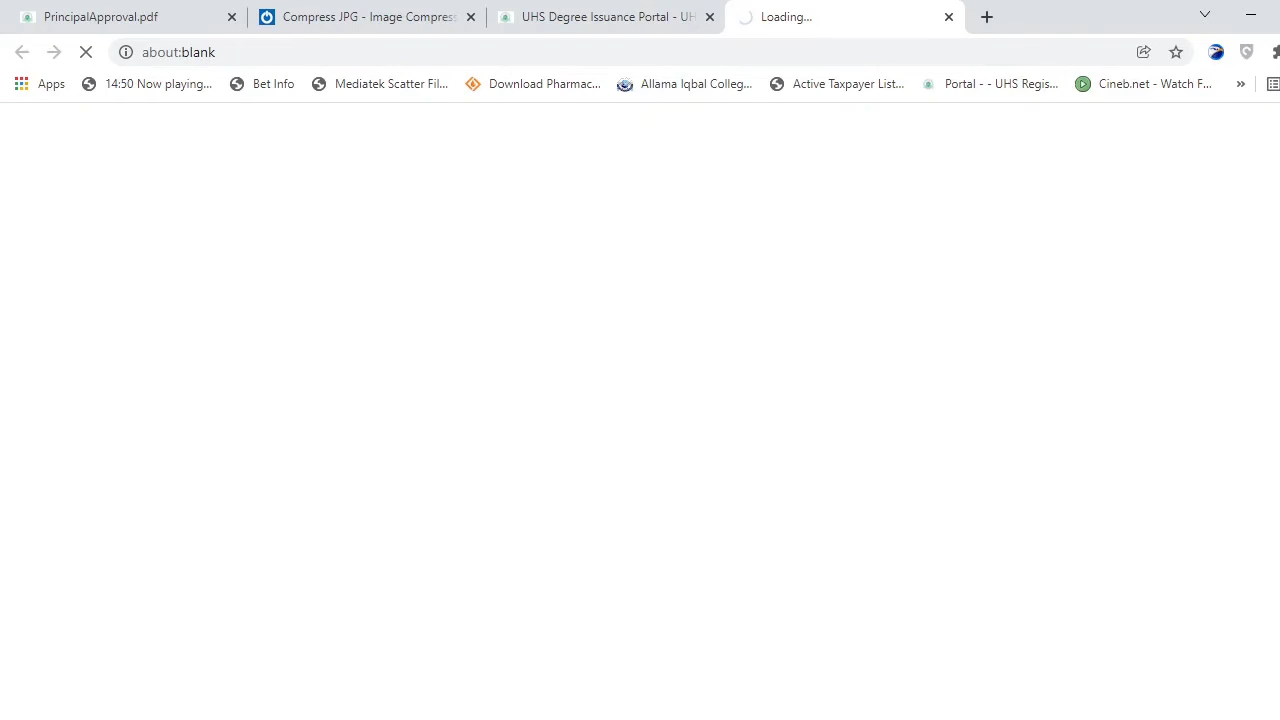 PrincipalApproval.pdf Compress JPG - Image Compress UHS Degree Issuance Portal - UH Loading...
about:blank
Apps 14:50 Now playing... Bet Info Mediatek Scatter Fil... Download Pharmac... Allama Iqbal Colleg... Active Taxpayer List... Portal - - UHS Regis... Cineb.net - Watch F... »